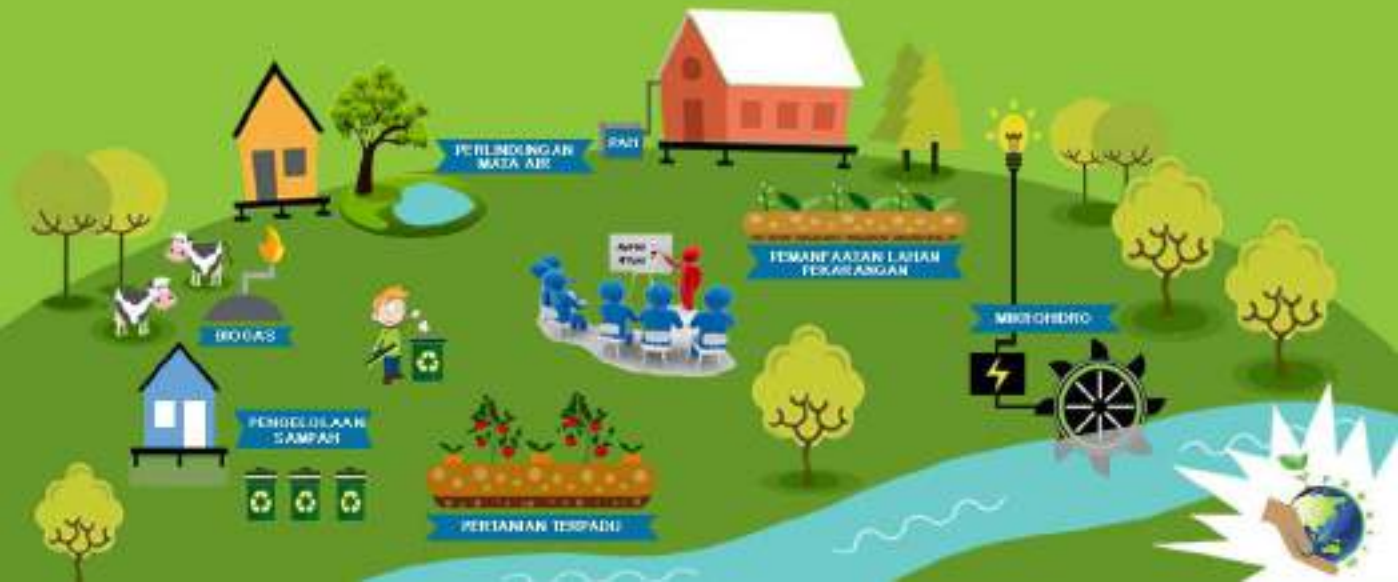 PERLINDUNGAN
MATA AIR
PAH
PEMANFAATAN LAHAN
PEKARANGAN
BIOGAS
MIKROHIDRO
PENGELOLAAN
SAMPAH
PERTANIAN TERPADU